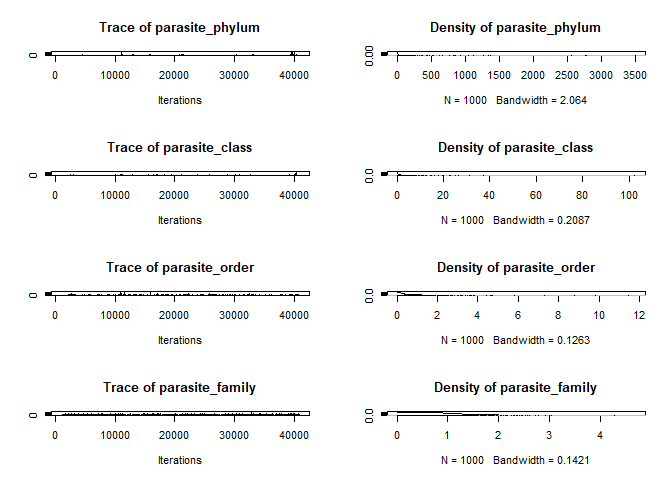 Trace of parasite_phylum
0
0 10000 20000 30000 40000
Iterations
Density of parasite_phylum
0.00
0 500 1000 1500 2000 2500 3000 3500
N = 1000 Bandwidth = 2.064
Trace of parasite_class
0
0 10000 20000 30000 40000
Iterations
Density of parasite_class
0.0
0 20 40 60 80 100
N = 1000 Bandwidth = 0.2087
Trace of parasite_order
0
0 10000 20000 30000 40000
Iterations
Density of parasite_order
0.0
0 2 4 6 8 10 12
N = 1000 Bandwidth = 0.1263
Trace of parasite_family
0
0 10000 20000 30000 40000
Iterations
Density of parasite_family
0.0
0 1 2 3 4
N = 1000 Bandwidth = 0.1421